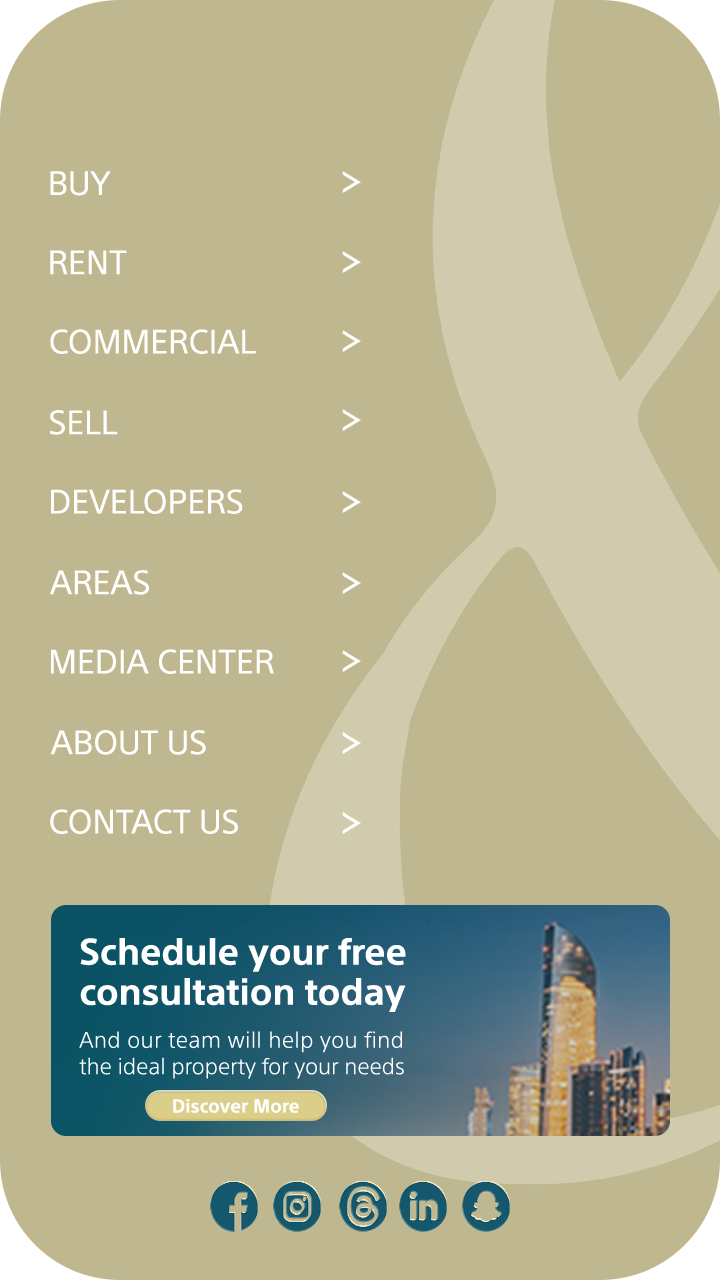 BUY >
RENT >
COMMERCIAL >
SELL >
DEVELOPERS >
AREAS >
MEDIA CENTER >
ABOUT US >
CONTACT US >
Schedule your free
consultation today
And our team will help you find
the ideal property for your needs
Discover More